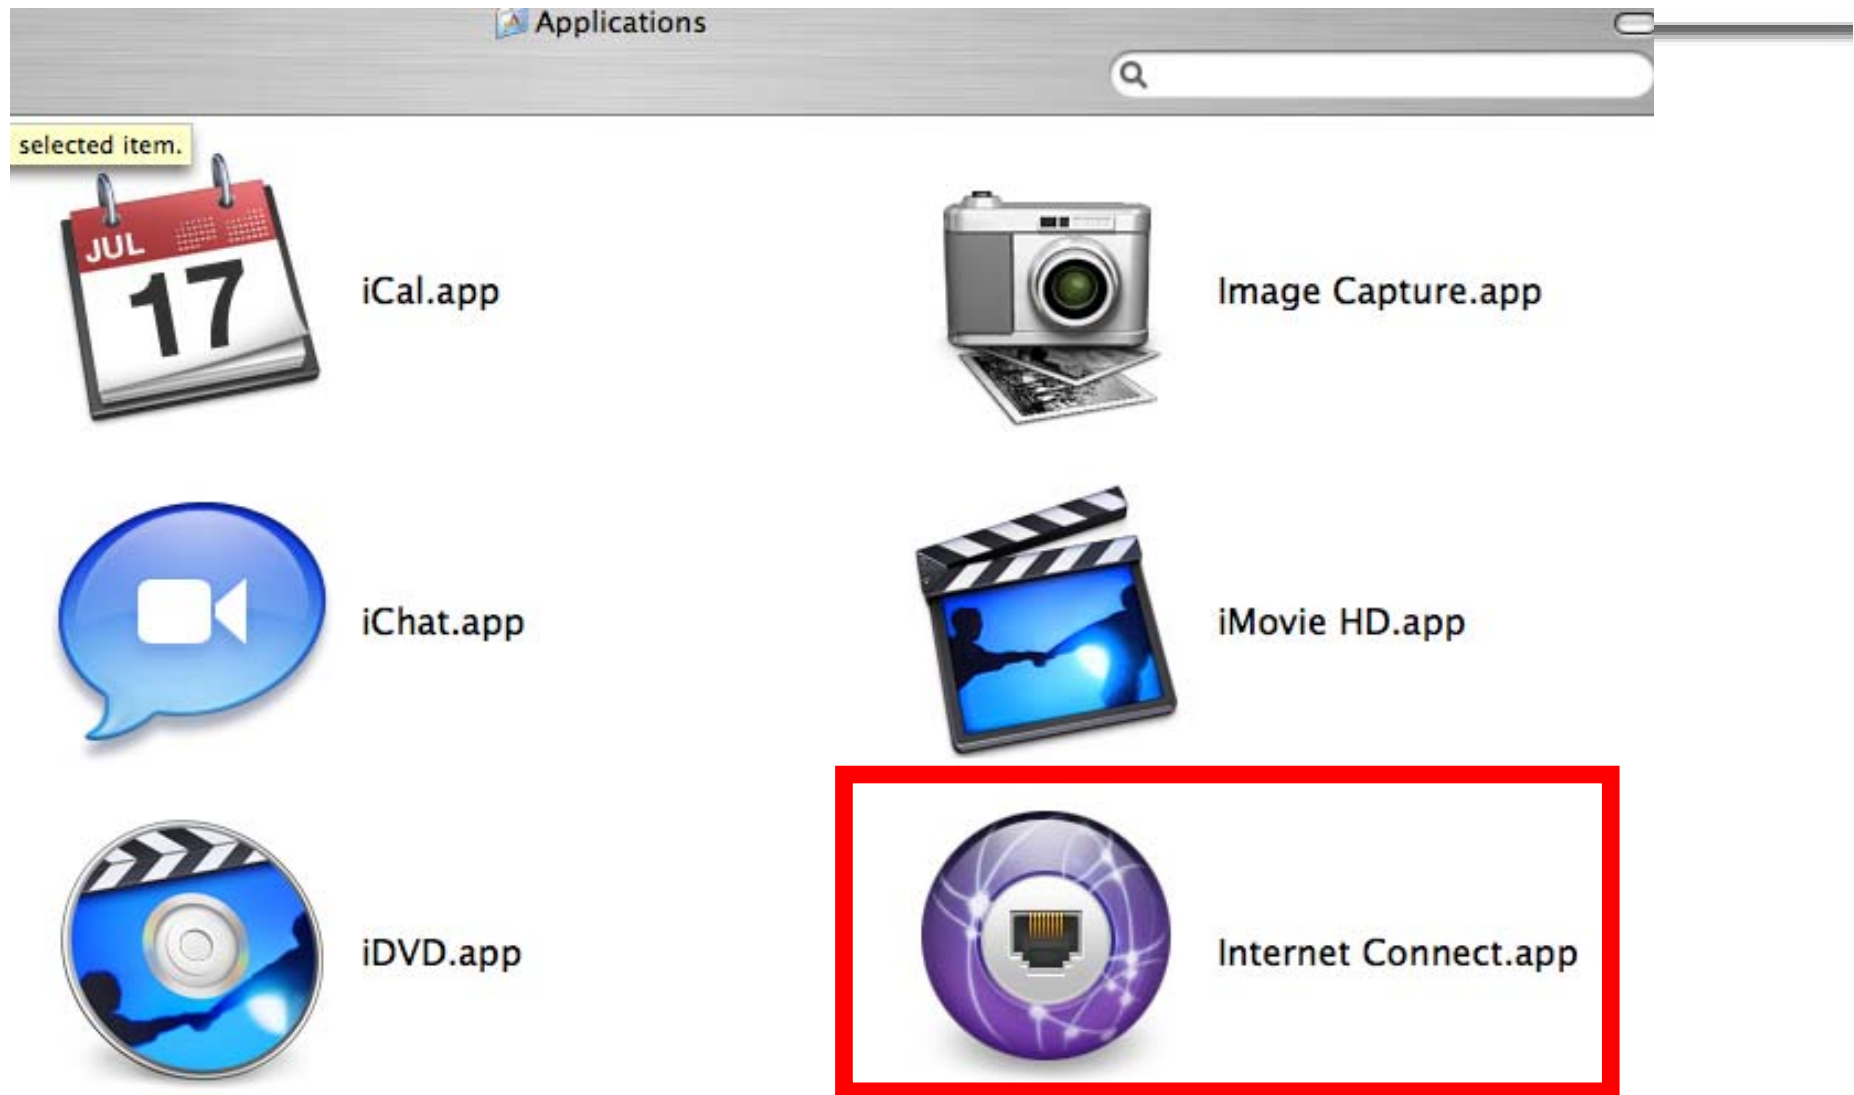 Applications
selected item.
JUL
17
iCal.app
Image Capture.app
iChat.app
iMovie HD.app
iDVD.app
Internet Connect.app